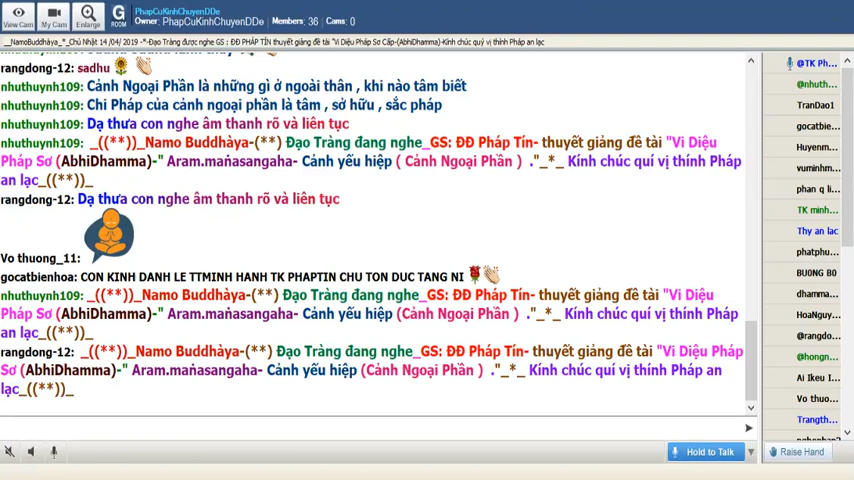 View Cam
My Cam
Enlarge
G
ROOM
PhapCuKinhChuyenDDe
Owner: PhapCuKinhChuyenDDe Members: 36 Cams: 0
__NamoBuddhàya_*_Chủ Nhật 14 /04/ 2019 -*-Đạo Tràng được nghe GS : ĐĐ PHÁP TÍN thuyết giảng đề tài "Vi Diệu Pháp Sơ Cấp-(AbhiDhamma)-Kính chúc quý vị thính Pháp an lạc
rangdong-12: sadhu
nhuthuynh109: Cảnh Ngoại Phần là những gì ở ngoài thân , khi nào tâm biết
nhuthuynh109: Chi Pháp của cảnh ngoại phần là tâm , sở hữu , sắc pháp
nhuthuynh109: Dạ thưa con nghe âm thanh rõ và liên tục
nhuthuynh109: _((**))_Namo Buddhàya-(**) Đạo Tràng đang nghe_GS: ĐĐ Pháp Tín- thuyết giảng đề tài "Vi Diệu
Pháp Sơ (AbhiDhamma)-" Aram.maṅasangaha- Cảnh yếu hiệp ( Cảnh Ngoại Phần ) ."_*_ Kính chúc quí vị thính Pháp
an lạc_((**))_
rangdong-12: Dạ thưa con nghe âm thanh rõ và liên tục
Vo thuong_11:
gocatbienhoa: CON KINH DANH LE TTMINH HANH TK PHAPTIN CHU TON DUC TANG NI
nhuthuynh109: _((**))_Namo Buddhàya-(**) Đạo Tràng đang nghe_GS: ĐĐ Pháp Tín- thuyết giảng đề tài "Vi Diệu
Pháp Sơ (AbhiDhamma)-" Aram.maṅasangaha- Cảnh yếu hiệp (Cảnh Ngoại Phần ) ."_*_ Kính chúc quí vị thính Pháp
an lạc_((**))_
rangdong-12: _((**))_Namo Buddhàya-(**) Đạo Tràng đang nghe_GS: ĐĐ Pháp Tín- thuyết giảng đề tài "Vi Diệu Pháp
Sơ (AbhiDhamma)-" Aram.maṅasangaha- Cảnh yếu hiệp (Cảnh Ngoại Phần ) ."_*_ Kính chúc quí vị thính Pháp an
lạc_((**))_
@TK Ph...
@nhuth...
TranDao1
gocatbie...
Huyenm...
vuminhm...
phan q li...
TK minh...
Thy an lac
phatphu...
BUONG BO
dhamma...
HoaNguy...
@rangdo...
@hongn...
Ai Ikeu I...
Vo thuo...
Trangth...
Hold to Talk
Raise Hand